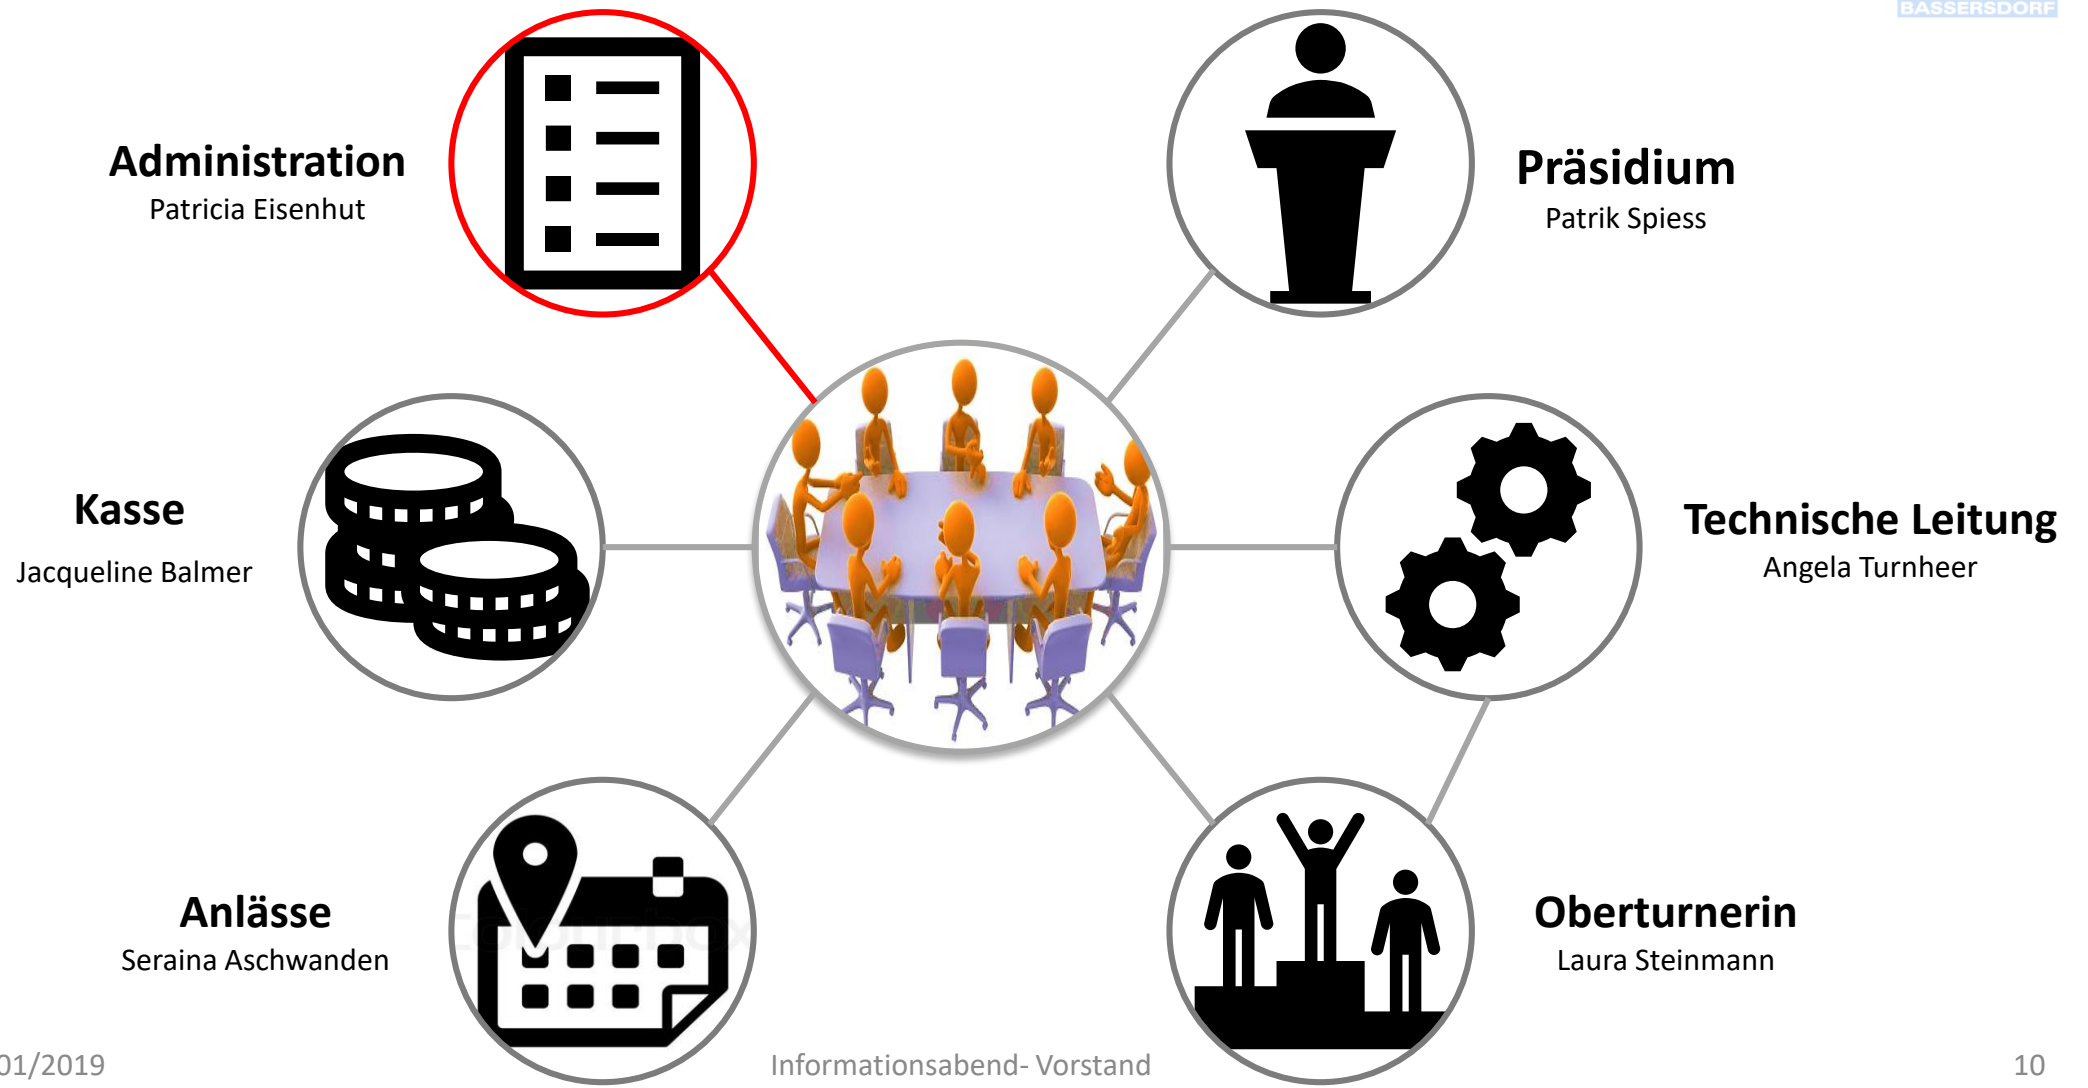 BASSERSDORF
Administration
Patricia Eisenhut
Präsidium
Patrik Spiess
Kasse
Jacqueline Balmer
Technische Leitung
Angela Turnheer
Anlässe
Seraina Aschwanden
Oberturnerin
Laura Steinmann
01/2019
Informationsabend- Vorstand
10